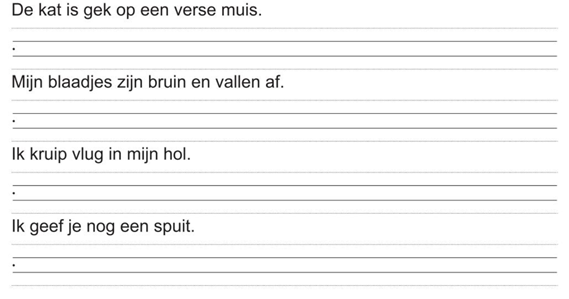 De kat is gek op een verse muis.
.
Mijn blaadjes zijn bruin en vallen af.
.
Ik kruip vlug in mijn hol.
.
Ik geef je nog een spuit.
.